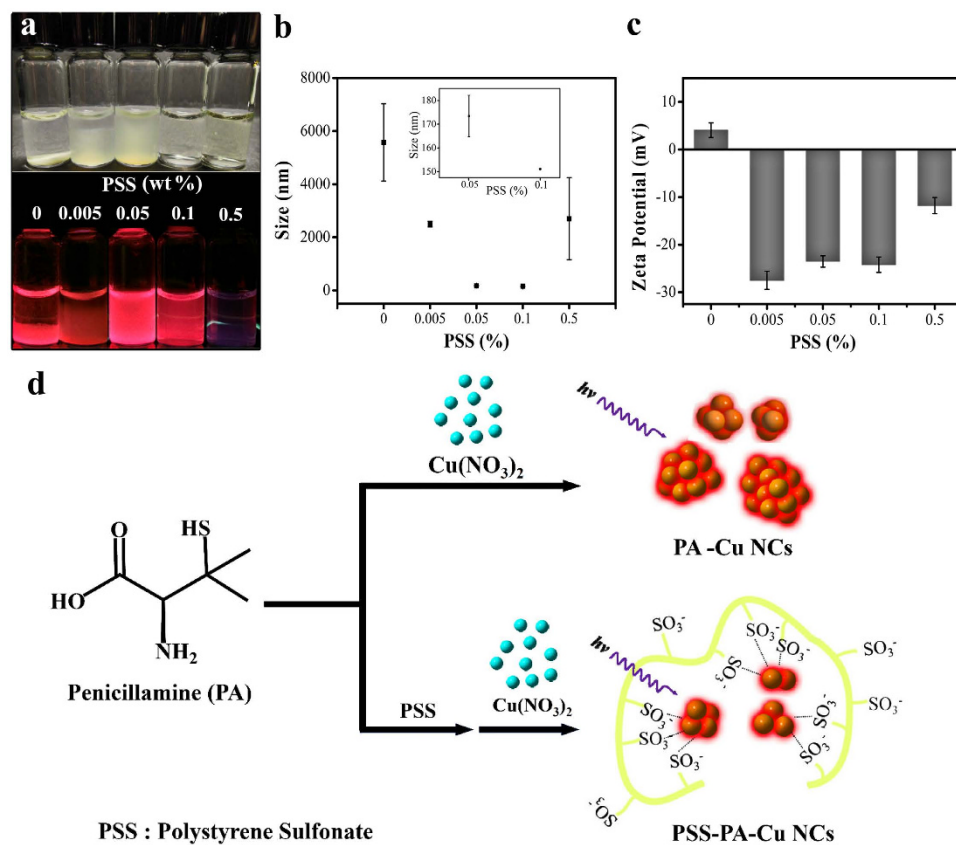 a
PSS (wt%)
0 0.005 0.05 0.1 0.5
b
8000
6000
4000
2000
0
Size (nm)
0 0.005 0.05 0.1 0.5
PSS (%)
180
170
160
150
Size (nm)
0.05 0.1
PSS (%)
c
10
0
-10
-20
-30
Zeta Potential (mV)
0 0.005 0.05 0.1 0.5
PSS (%)
d
Cu(NO₃)₂
hν
PA -Cu NCs
O
HS
HO
NH₂
Penicillamine (PA)
PSS
Cu(NO₃)₂
hν
SO₃⁻
SO₃⁻
SO₃⁻
SO₃⁻
SO₃⁻
SO₃⁻
SO₃⁻
SO₃⁻
SO₃⁻
SO₃⁻
SO₃⁻
SO₃⁻
SO₃⁻
PSS : Polystyrene Sulfonate
PSS-PA-Cu NCs